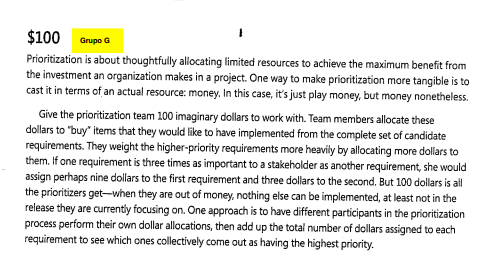 $100 Grupo G
Prioritization is about thoughtfully allocating limited resources to achieve the maximum benefit from
the investment an organization makes in a project. One way to make prioritization more tangible is to
cast it in terms of an actual resource: money. In this case, it's just play money, but money nonetheless.
Give the prioritization team 100 imaginary dollars to work with. Team members allocate these
dollars to "buy" items that they would like to have implemented from the complete set of candidate
requirements. They weight the higher-priority requirements more heavily by allocating more dollars to
them. If one requirement is three times as important to a stakeholder as another requirement, she would
assign perhaps nine dollars to the first requirement and three dollars to the second. But 100 dollars is all
the prioritizers get—when they are out of money, nothing else can be implemented, at least not in the
release they are currently focusing on. One approach is to have different participants in the prioritization
process perform their own dollar allocations, then add up the total number of dollars assigned to each
requirement to see which ones collectively come out as having the highest priority.